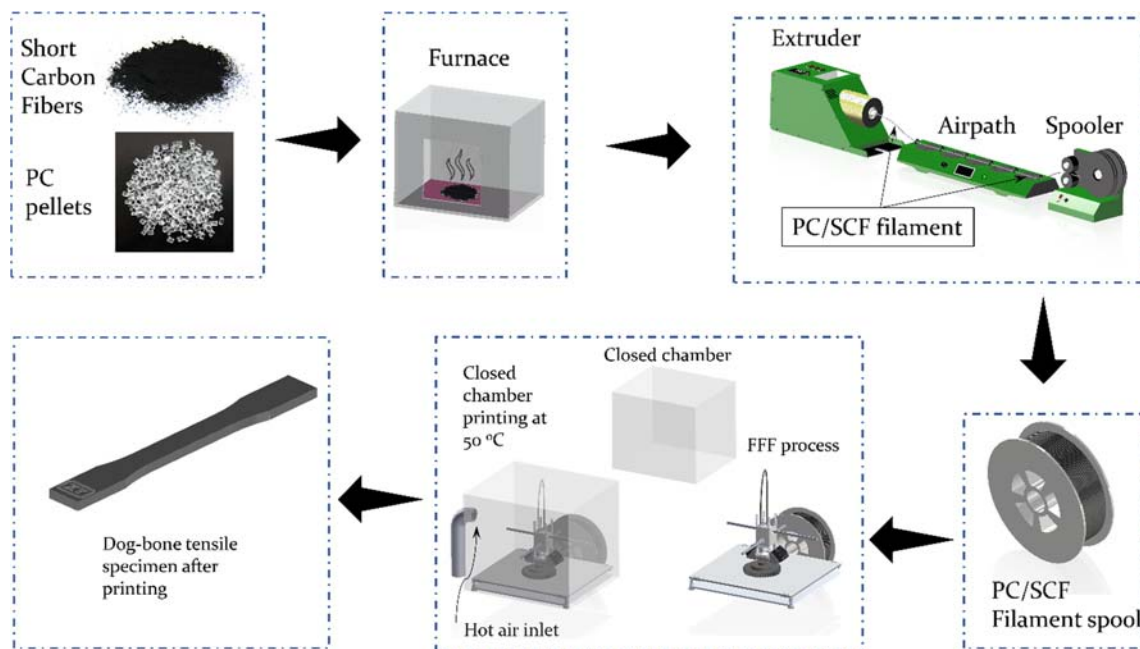 Short
Carbon
Fibers
PC
pellets
Furnace
Extruder
Airpath
Spooler
PC/SCF filament
PC/SCF
Filament spool
Closed chamber
Closed
chamber
printing at
50 ºC
FFF process
Hot air inlet
Dog-bone tensile
specimen after
printing